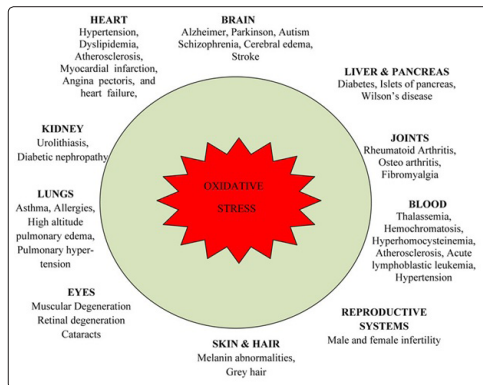 HEART
Hypertension,
Dyslipidemia,
Atherosclerosis,
Myocardial infarction,
Angina pectoris, and
heart failure,
BRAIN
Alzheimer, Parkinson, Autism
Schizophrenia, Cerebral edema,
Stroke
LIVER & PANCREAS
Diabetes, Islets of pancreas,
Wilson's disease
KIDNEY
Urolithiasis,
Diabetic nephropathy
JOINTS
Rheumatoid Arthritis,
Osteo arthritis,
Fibromyalgia
OXIDATIVE
STRESS
LUNGS
Asthma, Allergies,
High altitude
pulmonary edema,
Pulmonary hyper-
tension
BLOOD
Thalassemia,
Hemochromatosis,
Hyperhomocysteinemia,
Atherosclerosis, Acute
lymphoblastic leukemia,
Hypertension
EYES
Muscular Degeneration
Retinal degeneration
Cataracts
REPRODUCTIVE
SYSTEMS
Male and female infertility
SKIN & HAIR
Melanin abnormalities,
Grey hair